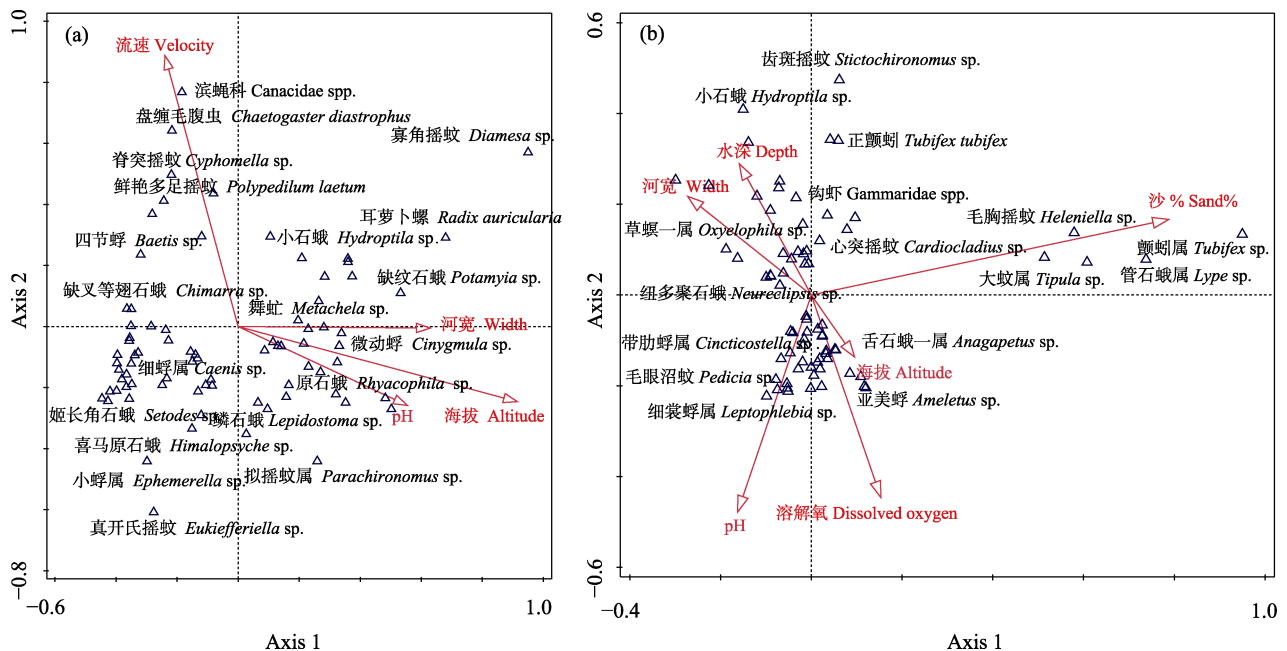 (a)
1.0
流速 Velocity
滨蝇科 Canacidae spp.
盘缠毛腹虫 Chaetogaster diastrophus
寡角摇蚊 Diamesa sp.
脊突摇蚊 Cyphomella sp.
鲜艳多足摇蚊 Polypedilum laetum
耳萝卜螺 Radix auricularia
四节蜉 Baetis sp.
小石蛾 Hydroptila sp.
缺纹石蛾 Potamyia sp.
缺叉等翅石蛾 Chimarra sp.
舞虻 Metachela sp.
河宽 Width
微动蜉 Cinygmula sp.
细蜉属 Caenis sp.
原石蛾 Rhyacophila sp.
姬长角石蛾 Setodes sp.
鳞石蛾 Lepidostoma sp.
pH
海拔 Altitude
喜马原石蛾 Himalopsyche sp.
小蜉属 Ephemerella sp.
拟摇蚊属 Parachironomus sp.
真开氏摇蚊 Eukiefferiella sp.
Axis 2
−0.8
−0.6
1.0
Axis 1
(b)
0.6
齿斑摇蚊 Stictochironomus sp.
小石蛾 Hydroptila sp.
正颤蚓 Tubifex tubifex
水深 Depth
河宽 Width
钩虾 Gammaridae spp.
沙 % Sand%
毛胸摇蚊 Heleniella sp.
草螟一属 Oxyelophila sp.
心突摇蚊 Cardiocladius sp.
颤蚓属 Tubifex sp.
大蚊属 Tipula sp.
管石蛾属 Lype sp.
纽多聚石蛾 Neureclipsis sp.
带肋蜉属 Cincticostella sp.
舌石蛾一属 Anagapetus sp.
毛眼沼蚊 Pedicia sp.
海拔 Altitude
细裳蜉属 Leptophlebia sp.
亚美蜉 Ameletus sp.
溶解氧 Dissolved oxygen
pH
Axis 2
−0.6
−0.4
1.0
Axis 1